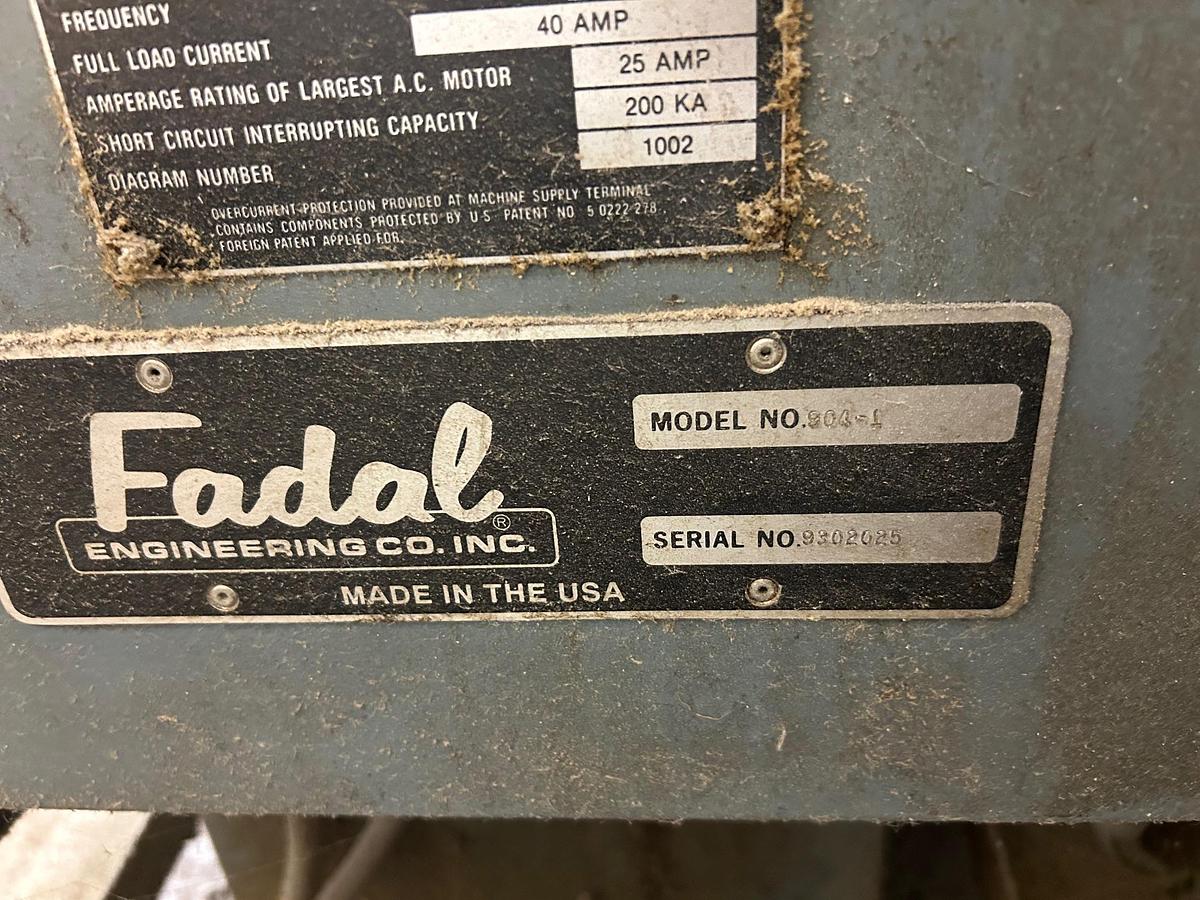 FREQUENCY
FULL LOAD CURRENT 40 AMP
AMPERAGE RATING OF LARGEST A.C. MOTOR 25 AMP
SHORT CIRCUIT INTERRUPTING CAPACITY 200 KA
DIAGRAM NUMBER 1002
OVERCURRENT PROTECTION PROVIDED AT MACHINE SUPPLY TERMINAL
CONTAINS COMPONENTS PROTECTED BY U S PATENT NO 5 0222 278
FOREIGN PATENT APPLIED FOR.
Fadal®
ENGINEERING CO. INC.
MADE IN THE USA
MODEL NO. 904-1
SERIAL NO. 9302025